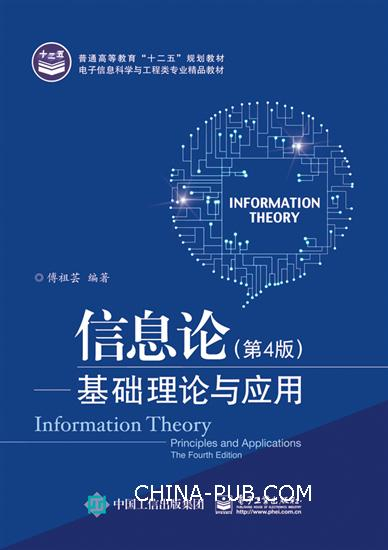 十二五
普通高等教育“十二五”规划教材
电子信息科学与工程类专业精品教材
INFORMATION
THEORY
傅祖芸 编著
信息论(第4版)
——基础理论与应用
Information Theory
Principles and Applications
The Fourth Edition
中国工信出版集团
电子工业出版社
PUBLISHING HOUSE OF ELECTRONICS INDUSTRY
http://www.phei.com.cn
CHINA-PUB.COM